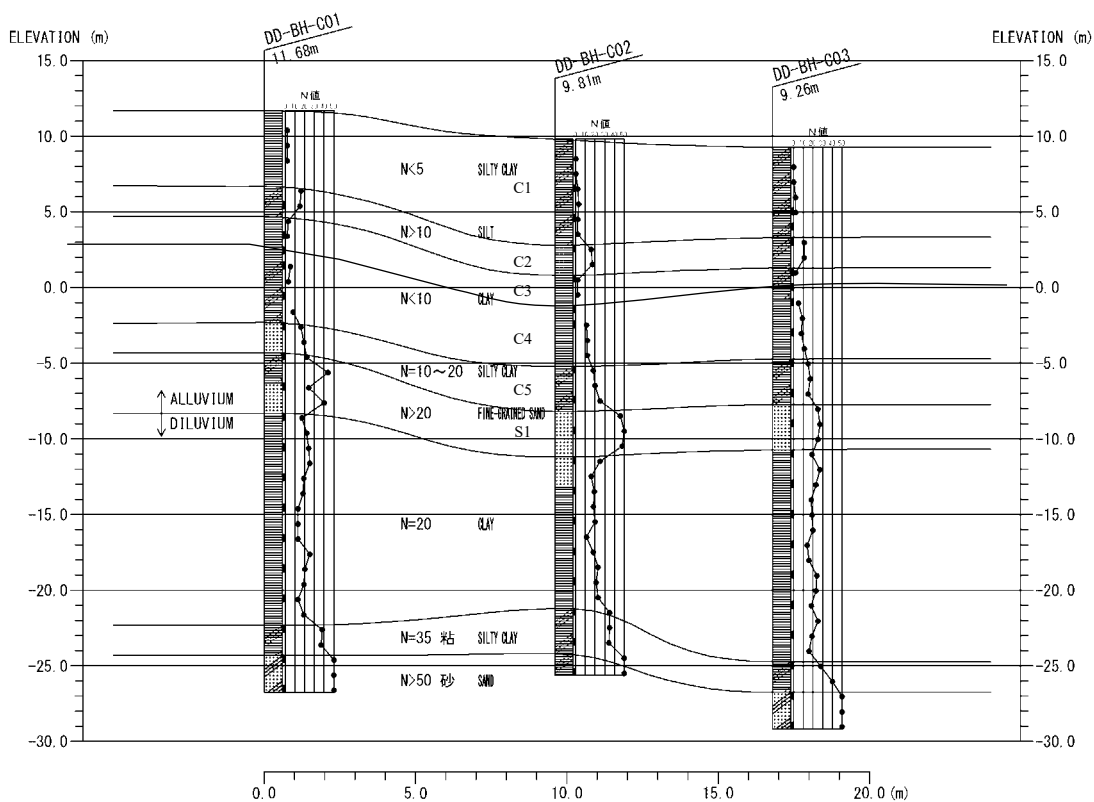 ELEVATION (m)
ELEVATION (m)
DD-BH-C01
11.68m
DD-BH-C02
9.81m
DD-BH-C03
9.26m
15.0
15.0
N値
N値
N値
10.0
10.0
N<5 SILTY CLAY
C1
5.0
5.0
N>10 SILT
C2
0.0
0.0
C3
N<10 CLAY
C4
-5.0
-5.0
N=10～20 SILTY CLAY
C5
ALLUVIUM
N>20 FINE-GRAINED SAND
DILUVIUM
S1
-10.0
-10.0
-15.0
-15.0
N=20 CLAY
-20.0
-20.0
N=35 粘 SILTY CLAY
-25.0
-25.0
N>50 砂 SAND
-30.0
-30.0
0.0 5.0 10.0 15.0 20.0 (m)